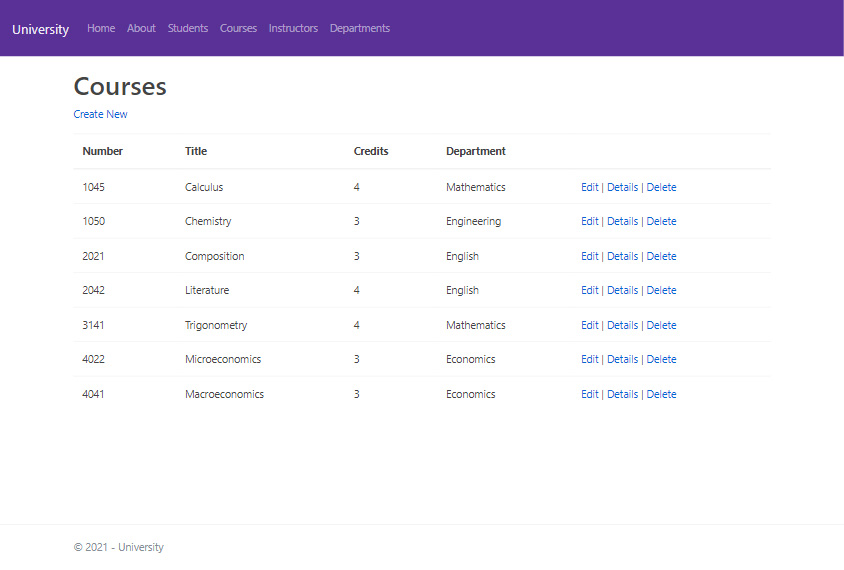 University Home About Students Courses Instructors Departments
Courses
Create New
Number Title Credits Department
1045 Calculus 4 Mathematics Edit | Details | Delete
1050 Chemistry 3 Engineering Edit | Details | Delete
2021 Composition 3 English Edit | Details | Delete
2042 Literature 4 English Edit | Details | Delete
3141 Trigonometry 4 Mathematics Edit | Details | Delete
4022 Microeconomics 3 Economics Edit | Details | Delete
4041 Macroeconomics 3 Economics Edit | Details | Delete
© 2021 - University